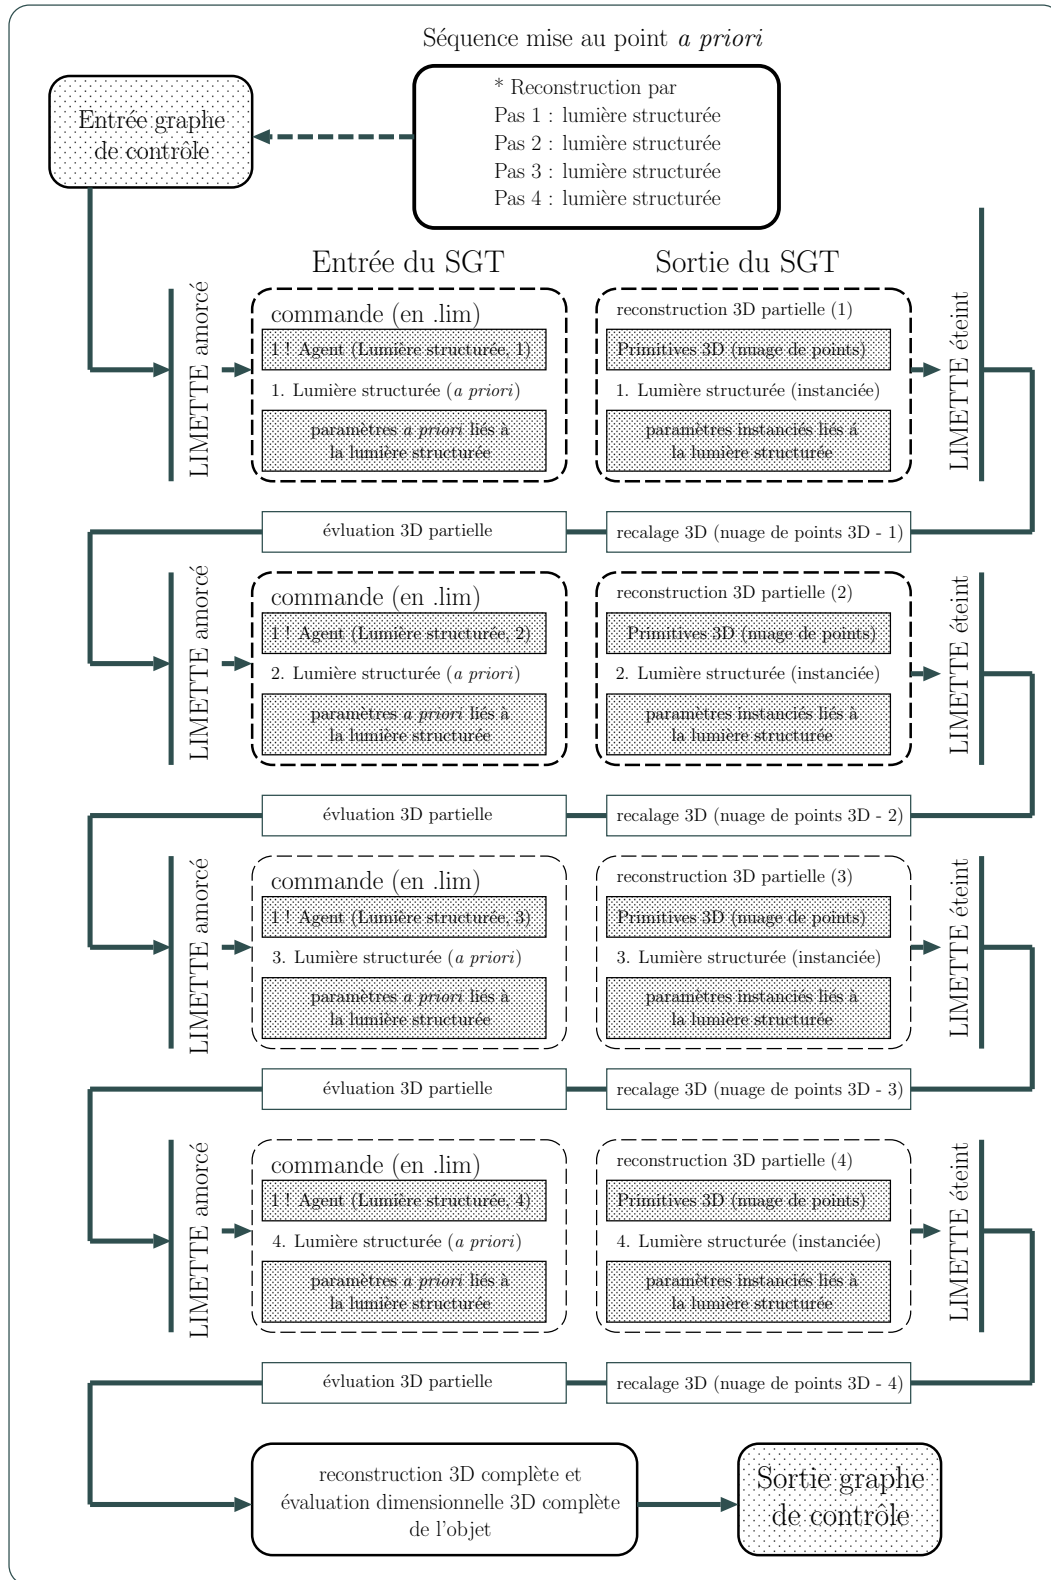 Séquence mise au point a priori
Entrée graphe
de contrôle
* Reconstruction par
Pas 1 : lumière structurée
Pas 2 : lumière structurée
Pas 3 : lumière structurée
Pas 4 : lumière structurée
Entrée du SGT
Sortie du SGT
LIMETTE amorcé
commande (en .lim)
1 ! Agent (Lumière structurée, 1)
1. Lumière structurée (a priori)
paramètres a priori liés à
la lumière structurée
reconstruction 3D partielle (1)
Primitives 3D (nuage de points)
1. Lumière structurée (instanciée)
paramètres instanciés liés á
la lumière structurée
LIMETTE éteint
évluation 3D partielle
recalage 3D (nuage de points 3D - 1)
LIMETTE amorcé
commande (en .lim)
1 ! Agent (Lumière structurée, 2)
2. Lumière structurée (a priori)
paramètres a priori liés à
la lumière structurée
reconstruction 3D partielle (2)
Primitives 3D (nuage de points)
2. Lumière structurée (instanciée)
paramètres instanciés liés à
la lumière structurée
LIMETTE éteint
évluation 3D partielle
recalage 3D (nuage de points 3D - 2)
LIMETTE amorcé
commande (en .lim)
1 ! Agent (Lumière structurée, 3)
3. Lumière structurée (a priori)
paramètres a priori liés à
la lumière structurée
reconstruction 3D partielle (3)
Primitives 3D (nuage de points)
3. Lumière structurée (instanciée)
paramètres instanciés liés à
la lumière structurée
LIMETTE éteint
évluation 3D partielle
recalage 3D (nuage de points 3D - 3)
LIMETTE amorcé
commande (en .lim)
1 ! Agent (Lumière structurée, 4)
4. Lumière structurée (a priori)
paramètres a priori liés à
la lumière structurée
reconstruction 3D partielle (4)
Primitives 3D (nuage de points)
4. Lumière structurée (instanciée)
paramètres instanciés liés à
la lumière structurée
LIMETTE éteint
évluation 3D partielle
recalage 3D (nuage de points 3D - 4)
reconstruction 3D complète et
évaluation dimensionnelle 3D complète
de l'objet
Sortie graphe
de contrôle